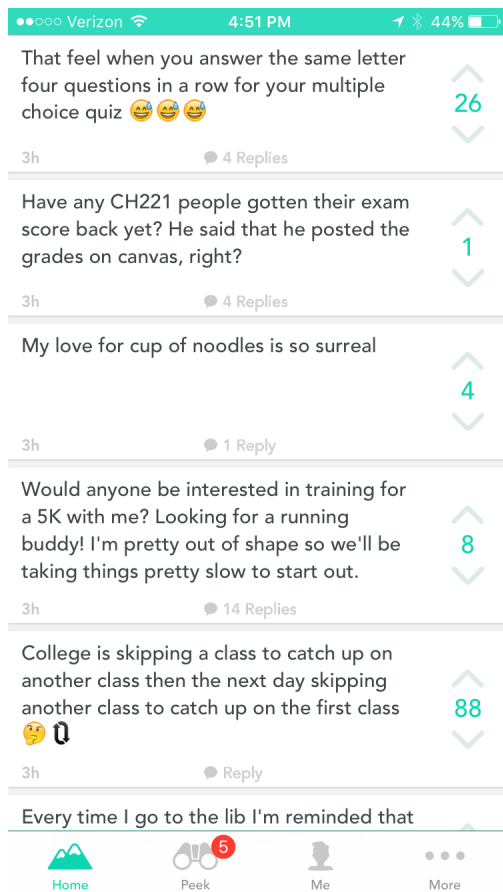 Verizon 4:51 PM 44%
That feel when you answer the same letter
four questions in a row for your multiple
choice quiz 😅😅😅
26
3h 4 Replies
Have any CH221 people gotten their exam
score back yet? He said that he posted the
grades on canvas, right?
1
3h 4 Replies
My love for cup of noodles is so surreal
4
3h 1 Reply
Would anyone be interested in training for
a 5K with me? Looking for a running
buddy! I'm pretty out of shape so we'll be
taking things pretty slow to start out.
8
3h 14 Replies
College is skipping a class to catch up on
another class then the next day skipping
another class to catch up on the first class
🤔🔃
88
3h Reply
Every time I go to the lib I'm reminded that
5
Home Peek Me More